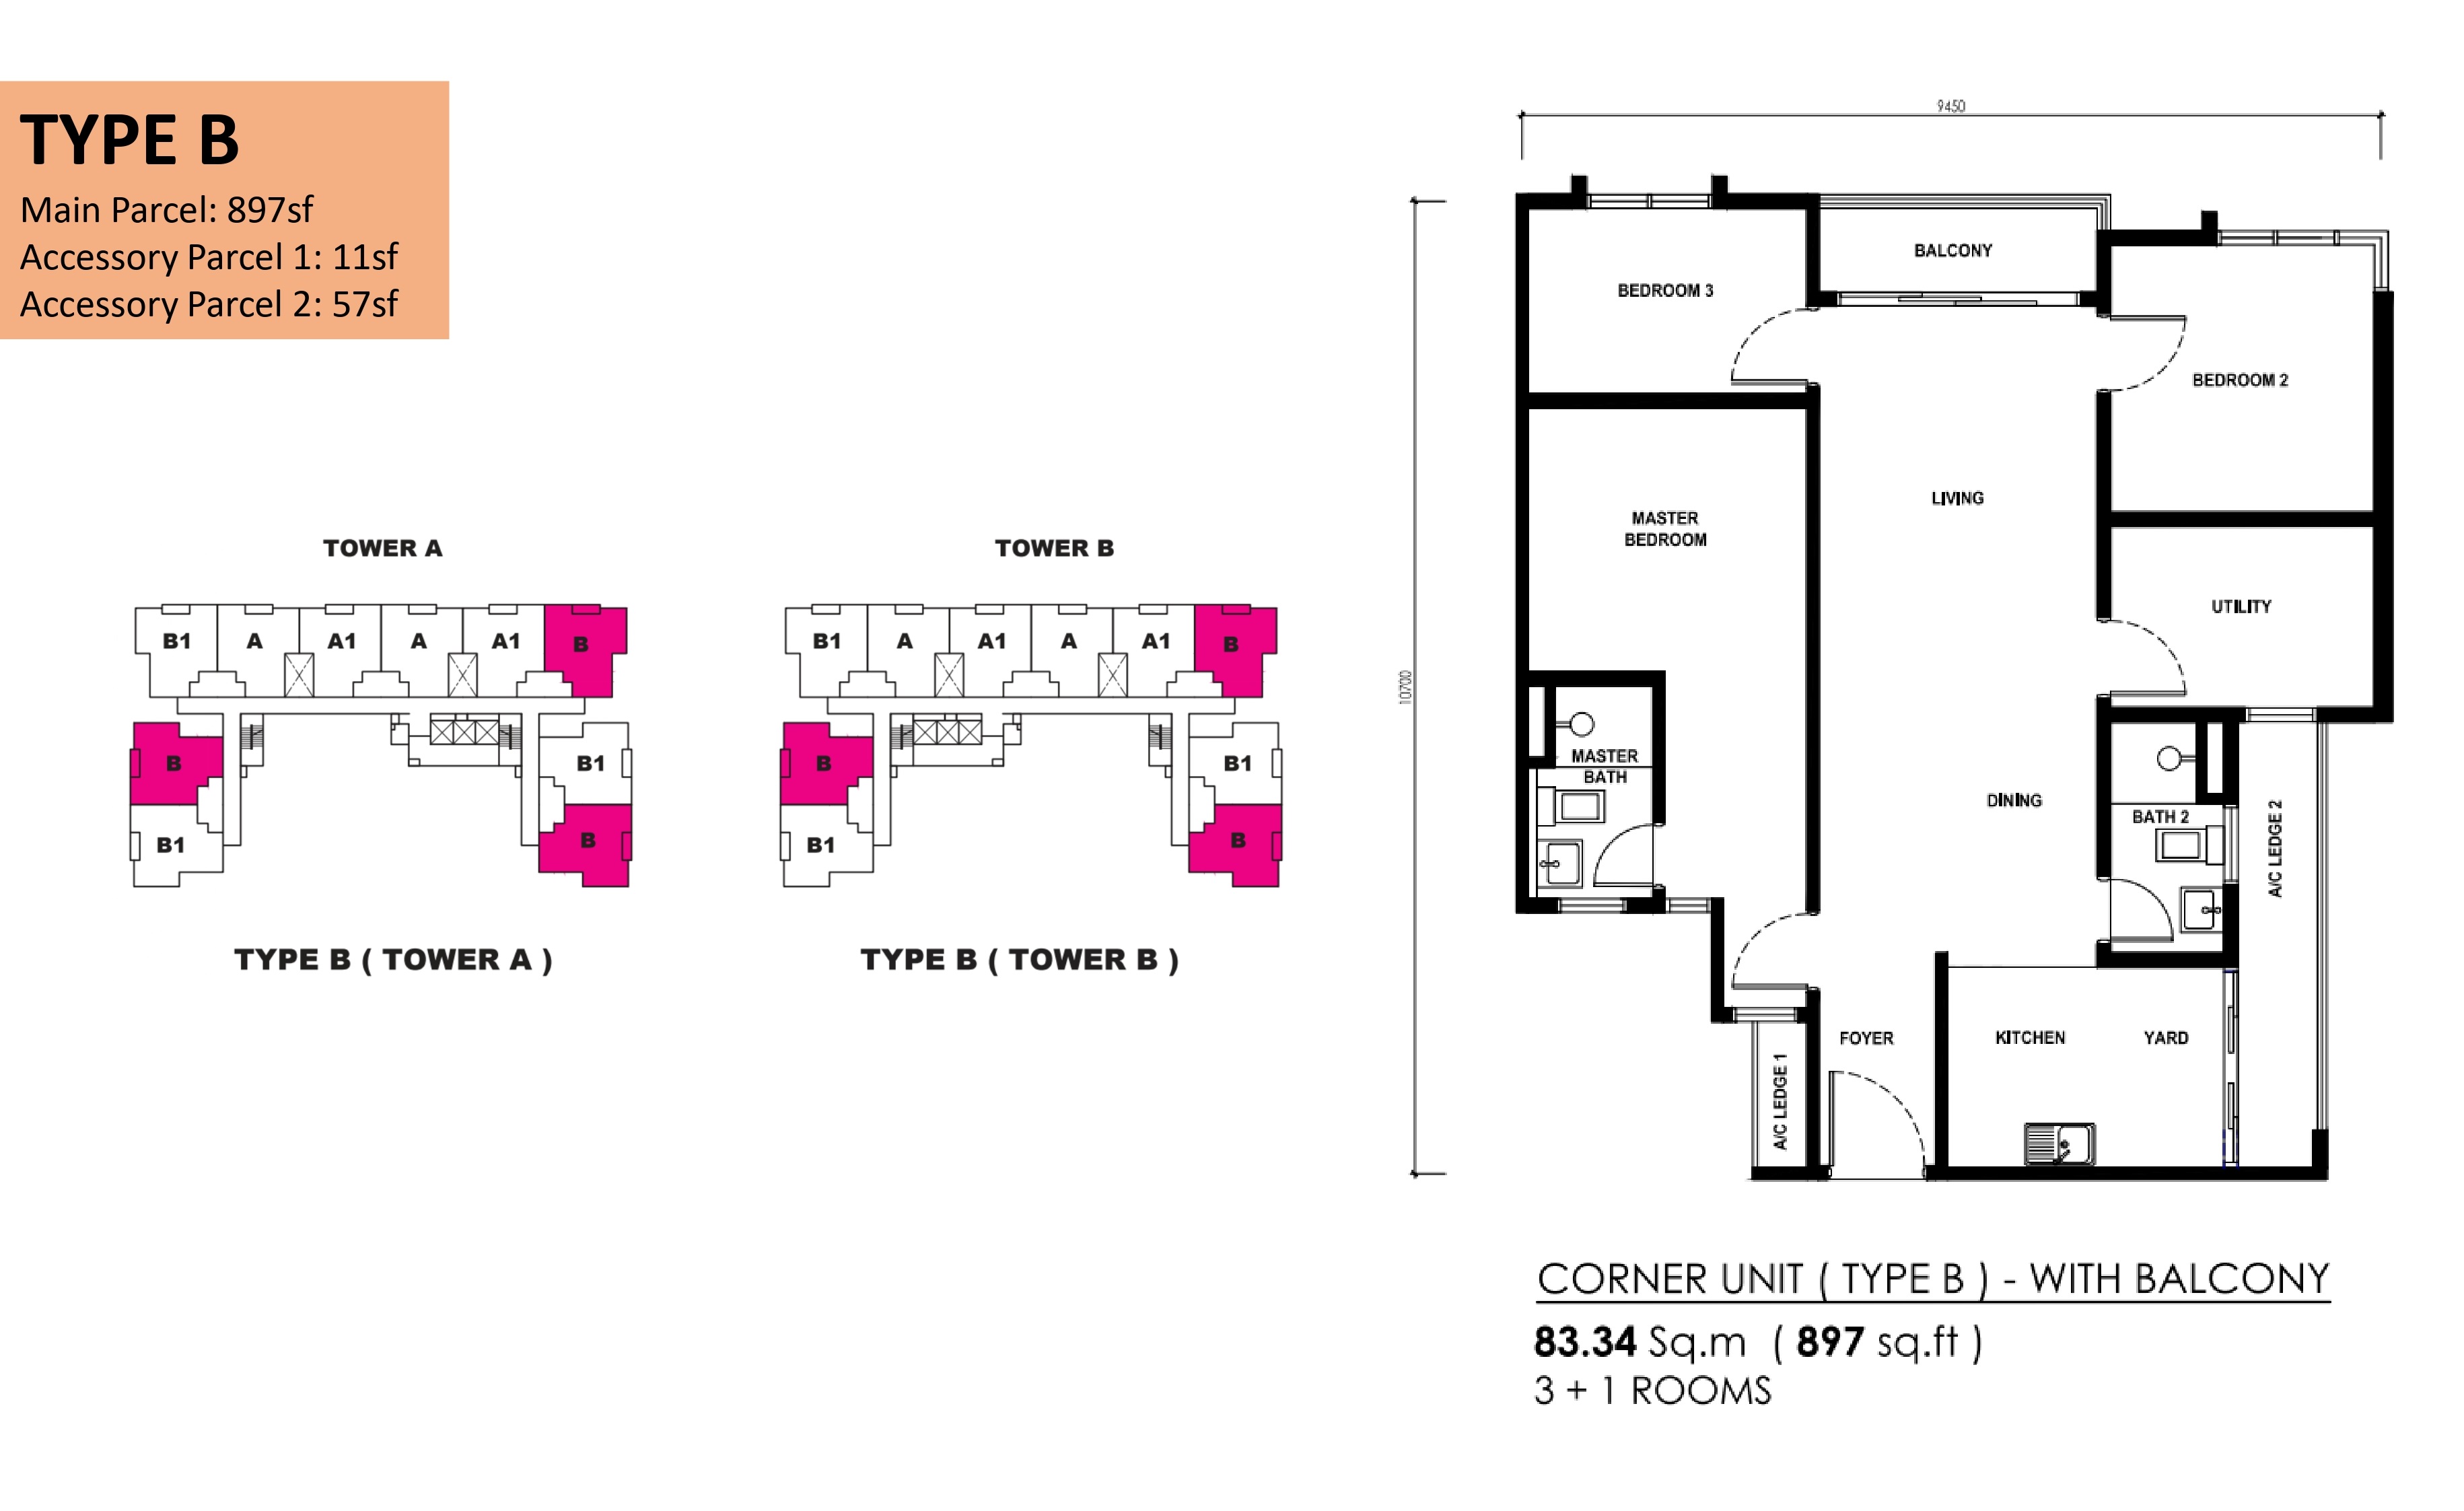 TYPE B
Main Parcel: 897sf
Accessory Parcel 1: 11sf
Accessory Parcel 2: 57sf
TOWER A
B1 A A1 A A1 B
B B1
B1 B
TYPE B ( TOWER A )
TOWER B
B1 A A1 A A1 B
B B1
B1 B
TYPE B ( TOWER B )
9450
10700
BALCONY
BEDROOM 3
BEDROOM 2
LIVING
MASTER
BEDROOM
UTILITY
MASTER
BATH
DINING
BATH 2
A/C LEDGE 2
FOYER
KITCHEN
YARD
A/C LEDGE 1
CORNER UNIT ( TYPE B ) - WITH BALCONY
83.34 Sq.m ( 897 sq.ft )
3 + 1 ROOMS